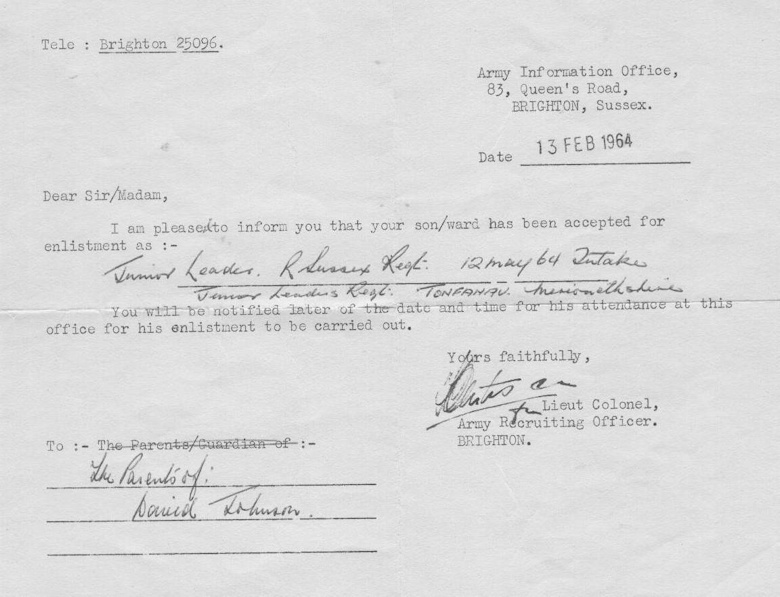 Tele : Brighton 25096.
Army Information Office,
83, Queen's Road,
BRIGHTON, Sussex.
Date 13 FEB 1964
Dear Sir/Madam,
I am pleased to inform you that your son/ward has been accepted for
enlistment as :-
Junior Leader. R Sussex Regt. 12 May 64 Intake
Junior Leaders Regt. TONFANAU. Merionethshire
You will be notified later of the date and time for his attendance at this
office for his enlistment to be carried out.
Yours faithfully,
for Lieut Colonel,
Army Recruiting Officer.
BRIGHTON.
To :- The Parents/Guardian of :-
The Parents of:
David Johnson.